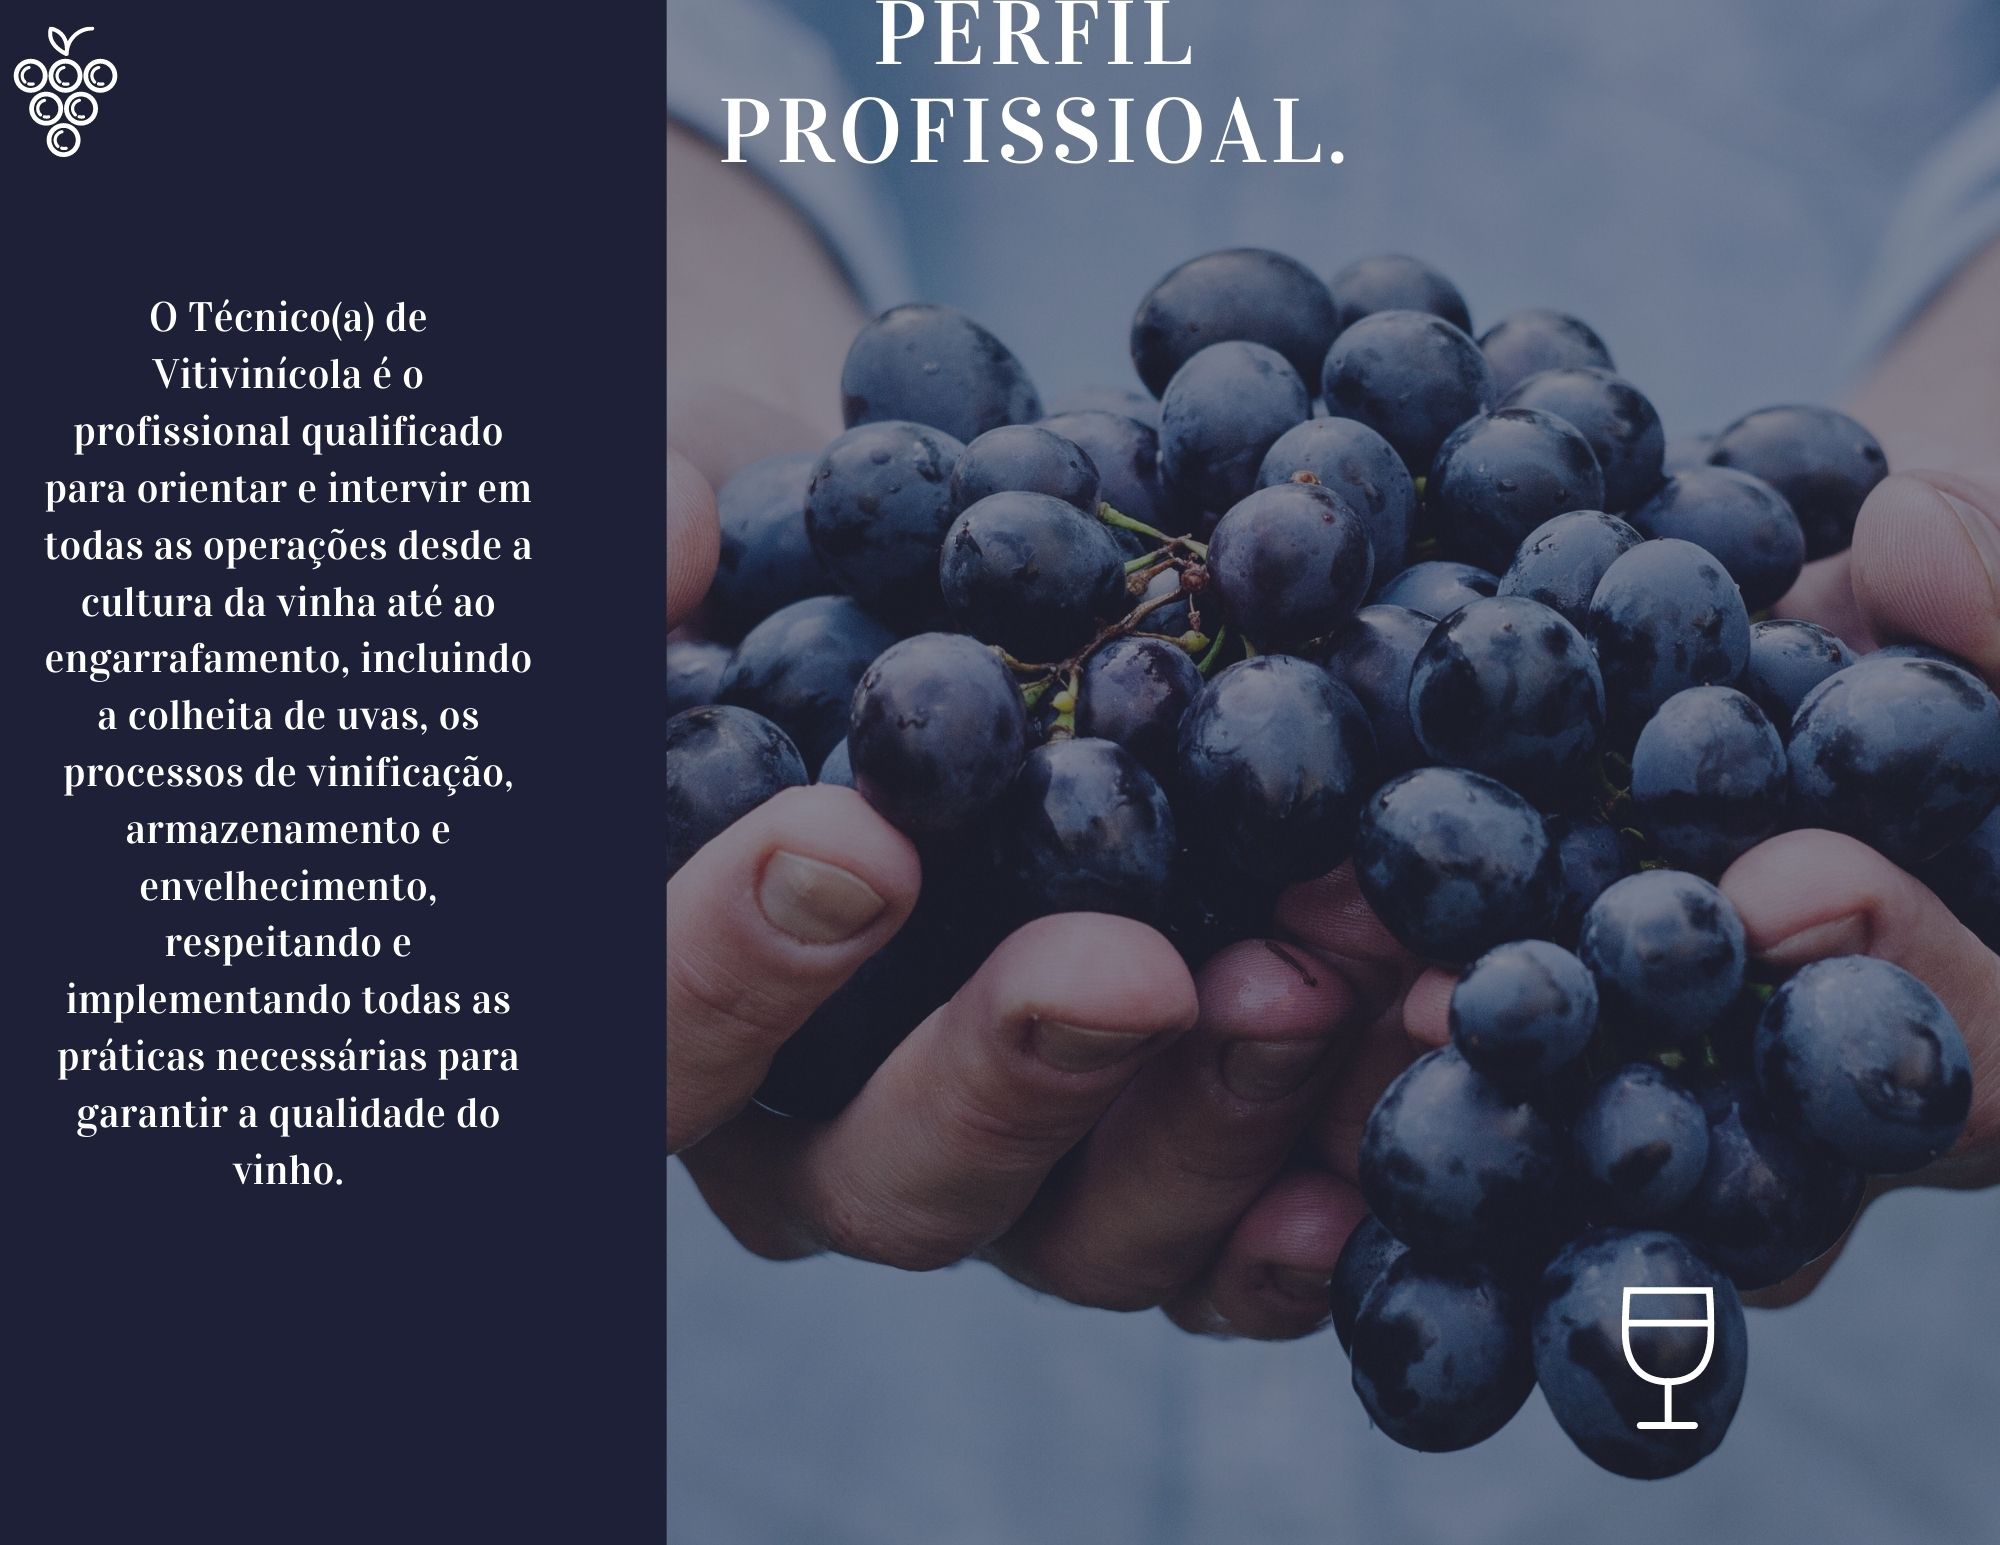 PERFIL
PROFISSIOAL.
O Técnico(a) de
Vitivinícola é o
profissional qualificado
para orientar e intervir em
todas as operações desde a
cultura da vinha até ao
engarrafamento, incluindo
a colheita de uvas, os
processos de vinificação,
armazenamento e
envelhecimento,
respeitando e
implementando todas as
práticas necessárias para
garantir a qualidade do
vinho.